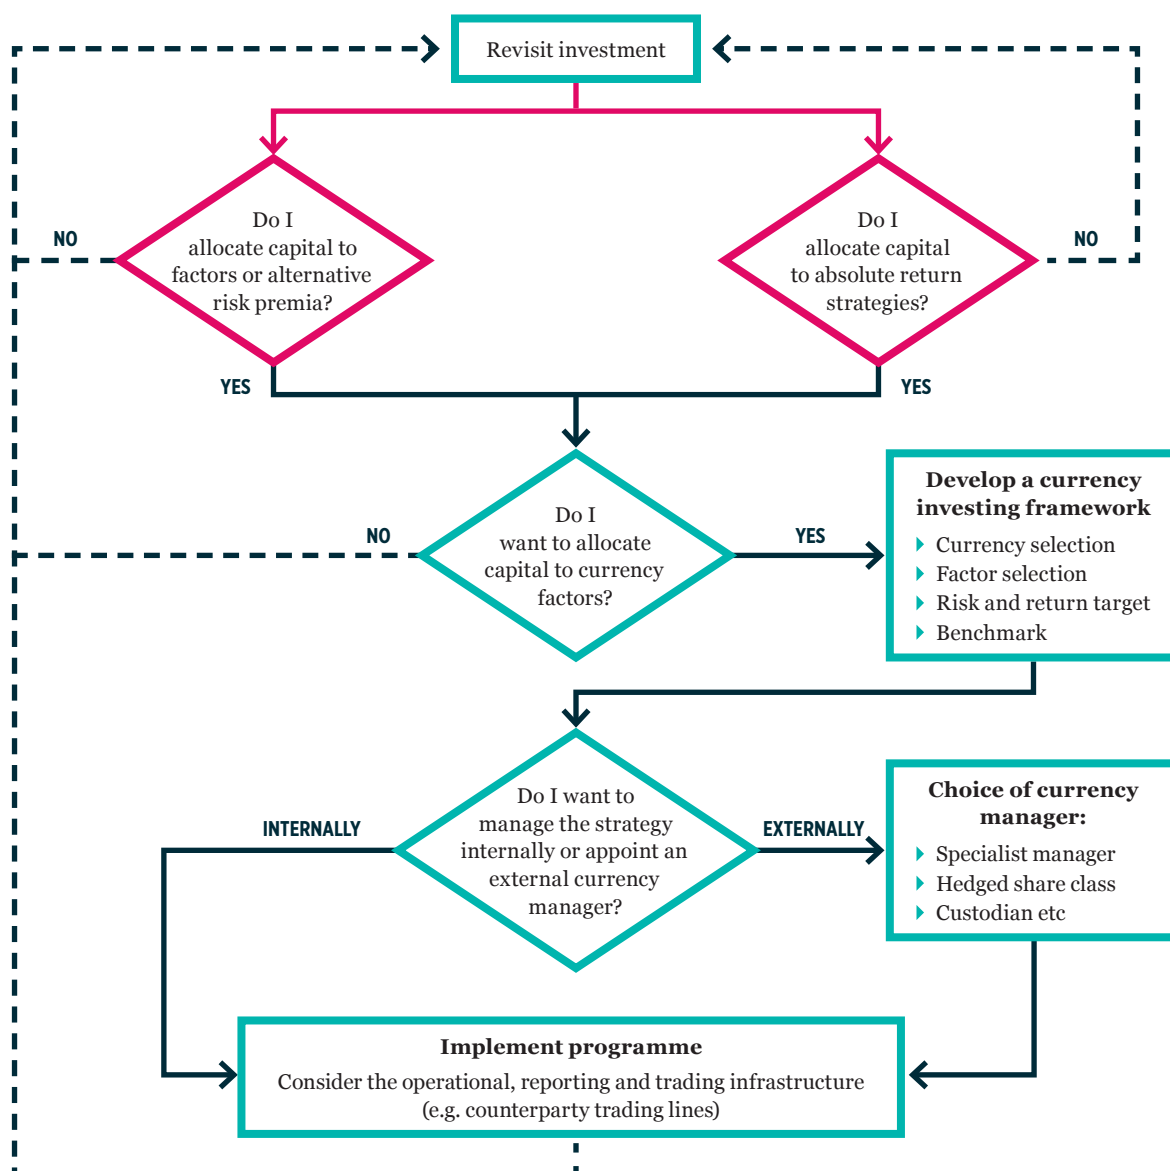 Revisit investment
Do I
allocate capital to
factors or alternative
risk premia?
NO
Do I
allocate capital
to absolute return
strategies?
NO
YES
YES
Do I
want to allocate
capital to currency
factors?
NO
YES
Develop a currency
investing framework
Currency selection
Factor selection
Risk and return target
Benchmark
Do I want to
manage the strategy
internally or appoint an
external currency
manager?
INTERNALLY
EXTERNALLY
Choice of currency
manager:
Specialist manager
Hedged share class
Custodian etc
Implement programme
Consider the operational, reporting and trading infrastructure
(e.g. counterparty trading lines)